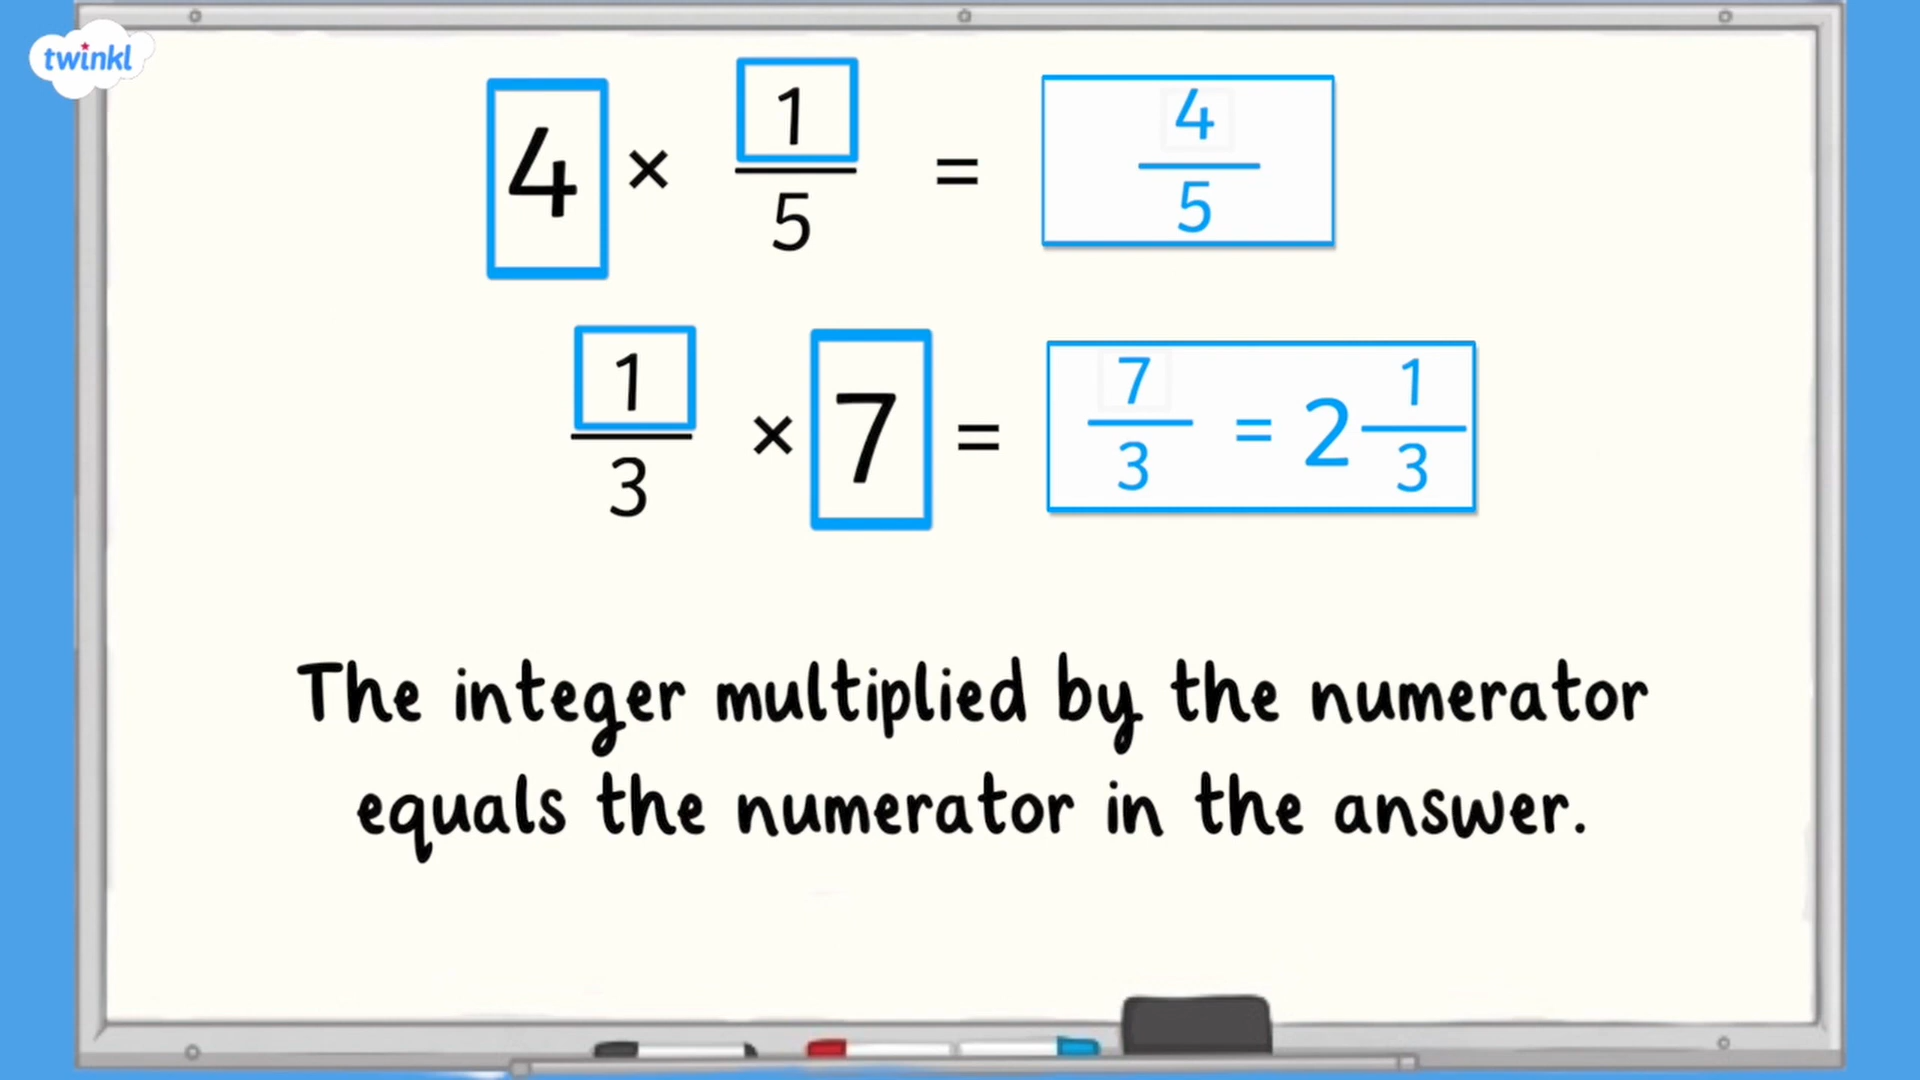 twinkl
4 × 1/5 = 4/5
1/3 × 7 = 7/3 = 2 1/3
The integer multiplied by the numerator
equals the numerator in the answer.